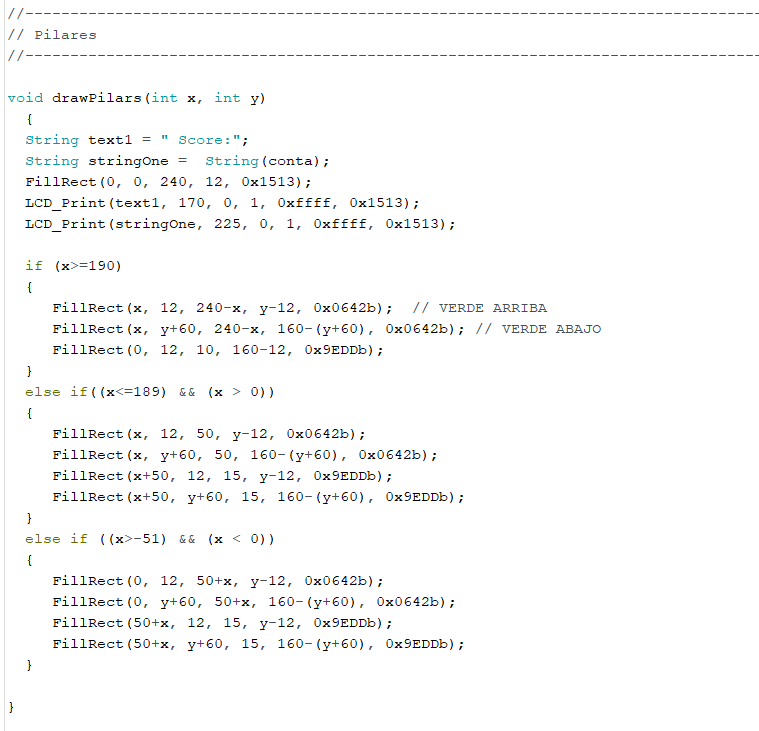 //---------------------------------------------------------------------------------
// Pilares
//---------------------------------------------------------------------------------
void drawPilars(int x, int y)
  {
  String text1 = " Score:";
  String stringOne =  String(conta);
  FillRect(0, 0, 240, 12, 0x1513);
  LCD_Print(text1, 170, 0, 1, 0xffff, 0x1513);
  LCD_Print(stringOne, 225, 0, 1, 0xffff, 0x1513);
  if (x>=190)
  {
     FillRect(x, 12, 240-x, y-12, 0x0642b);  // VERDE ARRIBA
     FillRect(x, y+60, 240-x, 160-(y+60), 0x0642b); // VERDE ABAJO
     FillRect(0, 12, 10, 160-12, 0x9EDDb);
  }
  else if((x<=189) && (x > 0))
  {
     FillRect(x, 12, 50, y-12, 0x0642b);
     FillRect(x, y+60, 50, 160-(y+60), 0x0642b);
     FillRect(x+50, 12, 15, y-12, 0x9EDDb);
     FillRect(x+50, y+60, 15, 160-(y+60), 0x9EDDb);
  }
  else if ((x>-51) && (x < 0))
  {
     FillRect(0, 12, 50+x, y-12, 0x0642b);
     FillRect(0, y+60, 50+x, 160-(y+60), 0x0642b);
     FillRect(50+x, 12, 15, y-12, 0x9EDDb);
     FillRect(50+x, y+60, 15, 160-(y+60), 0x9EDDb);
  }
}